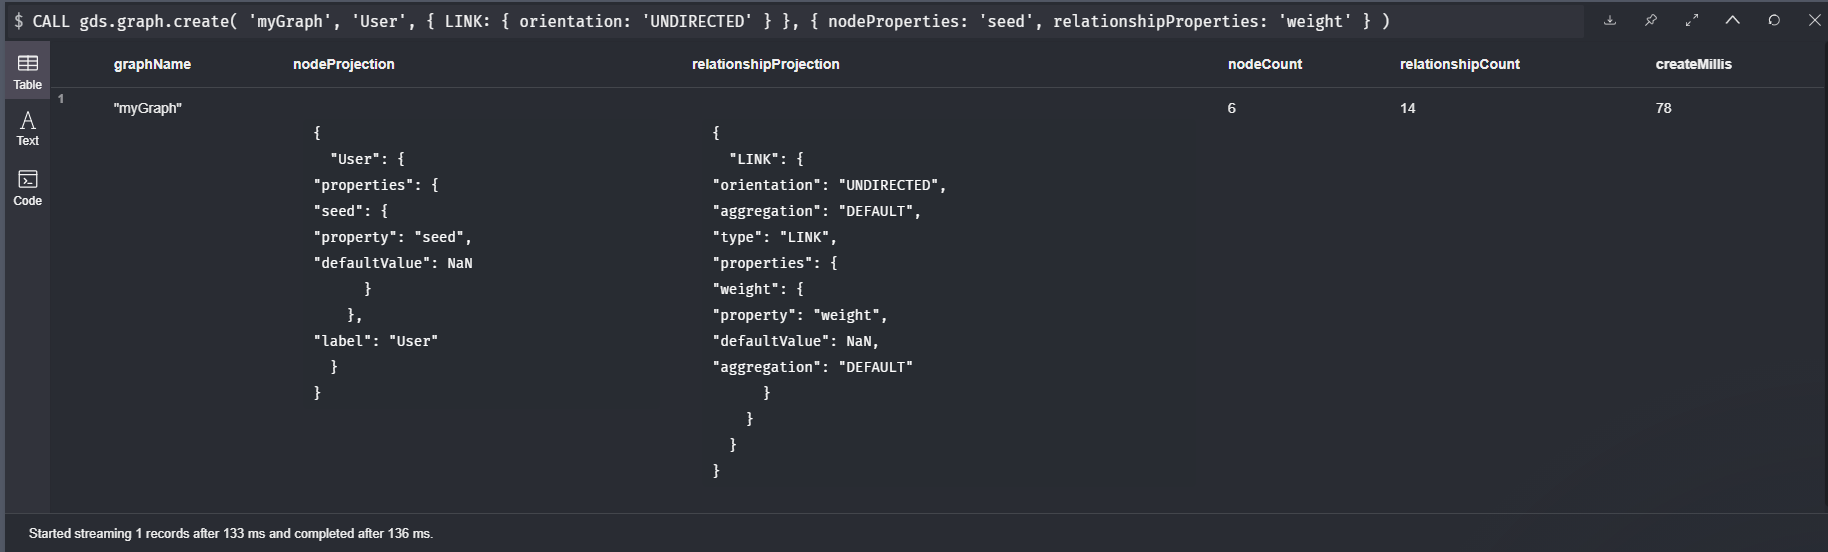 $ CALL gds.graph.create( 'myGraph', 'User', { LINK: { orientation: 'UNDIRECTED' } }, { nodeProperties: 'seed', relationshipProperties: 'weight' } )
Table
Text
Code
graphName nodeProjection relationshipProjection nodeCount relationshipCount createMillis
1
"myGraph" 6 14 78
{
"User": {
"properties": {
"seed": {
"property": "seed",
"defaultValue": NaN
}
},
"label": "User"
}
}
{
"LINK": {
"orientation": "UNDIRECTED",
"aggregation": "DEFAULT",
"type": "LINK",
"properties": {
"weight": {
"property": "weight",
"defaultValue": NaN,
"aggregation": "DEFAULT"
}
}
}
}
Started streaming 1 records after 133 ms and completed after 136 ms.